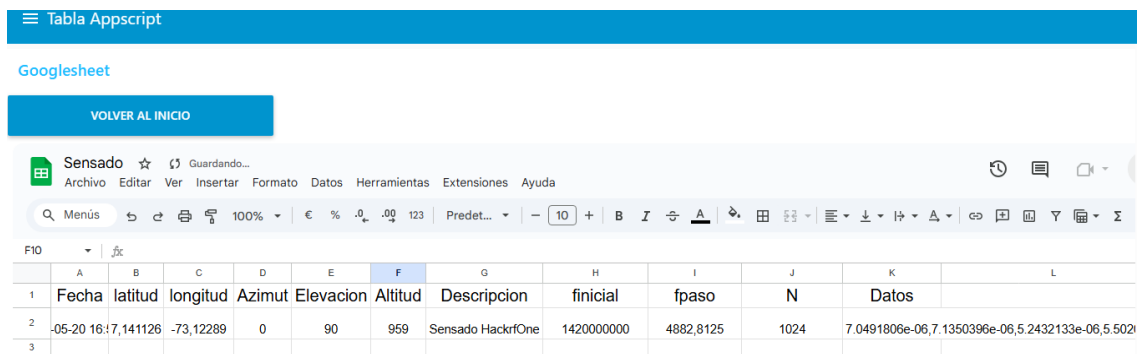 Tabla Appscript
Googlesheet
VOLVER AL INICIO
Sensado Guardando...
Archivo Editar Ver Insertar Formato Datos Herramientas Extensiones Ayuda
Menús 100% € % .0 .00 123 Predet... − 10 + B I A A Σ
F10 fx
A B C D E F G H I J K L
1 Fecha latitud longitud Azimut Elevacion Altitud Descripcion finicial fpaso N Datos
2 -05-20 16: 7,141126 -73,12289 0 90 959 Sensado HackrfOne 1420000000 4882,8125 1024 7.0491806e-06,7.1350396e-06,5.2432133e-06,5.502
3